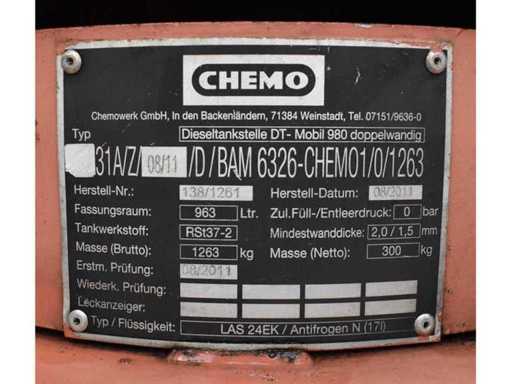 CHEMO
Chemowerk GmbH, In den Backenländern, 71384 Weinstadt, Tel. 07151/9636-0
Typ Dieseltankstelle DT- Mobil 980 doppelwandig
31A/Z/ 08/11 /D/BAM 6326-CHEMO1/0/1263
Herstell-Nr.: 138/1261 Herstell-Datum: 08/2011
Fassungsraum: 963 Ltr. Zul.Füll-/Entleerdruck: 0 bar
Tankwerkstoff: RSt37-2 Mindestwanddicke: 2,0 / 1,5 mm
Masse (Brutto): 1263 kg Masse (Netto): 300 kg
Erstm. Prüfung: 08/2011
Wiederk. Prüfung:
Leckanzeiger:
Typ / Flüssigkeit: LAS 24EK / Antifrogen N (17l)